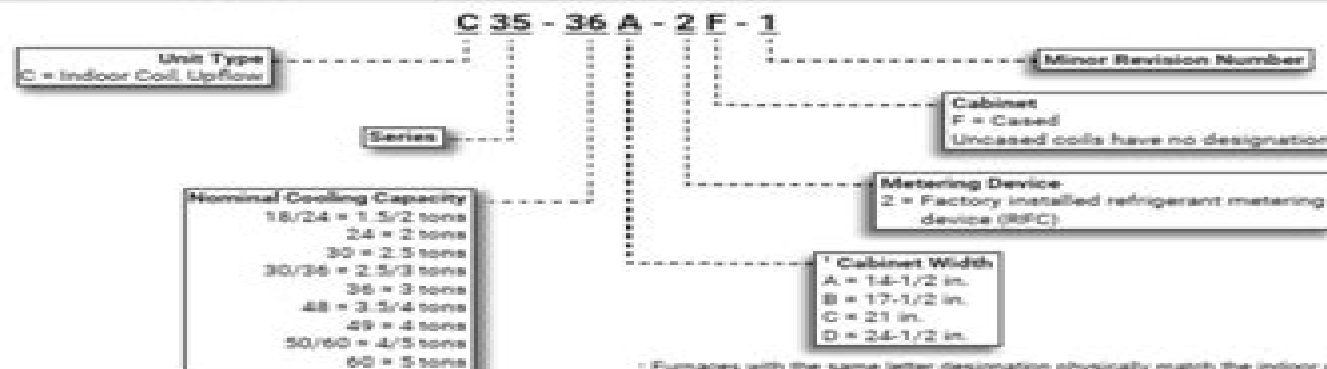 C 35 - 36 A - 2 F - 1
Unit Type
C = Indoor Coil, Upflow
Minor Revision Number
Cabinet
F = Cased
Uncased coils have no designation
Series
Metering Device
2 = Factory installed refrigerant metering
device (RFC)
Nominal Cooling Capacity
18/24 = 1.5/2 tons
24 = 2 tons
30 = 2.5 tons
30/36 = 2.5/3 tons
36 = 3 tons
48 = 3.5/4 tons
49 = 4 tons
50/60 = 4/5 tons
60 = 5 tons
¹ Cabinet Width
A = 14-1/2 in.
B = 17-1/2 in.
C = 21 in.
D = 24-1/2 in.
¹ Furnaces with the same letter designation physically match the indoor